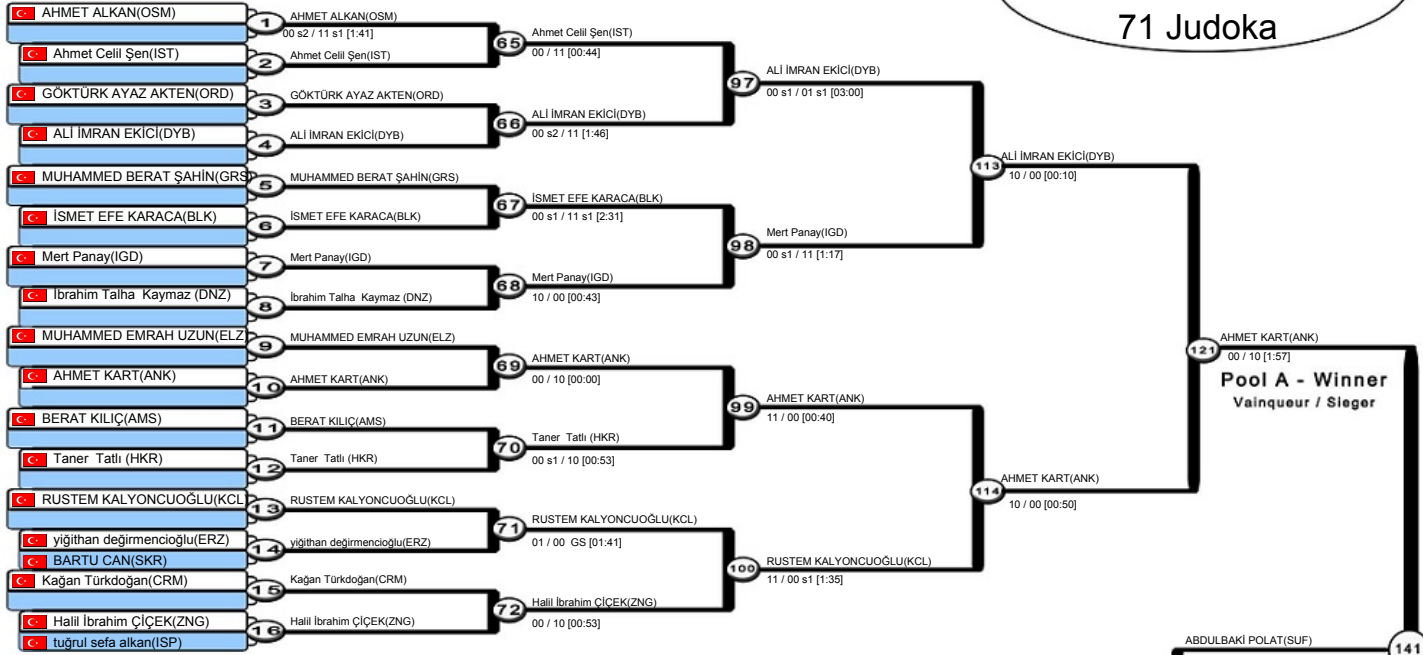 71 Judoka
AHMET ALKAN(OSM)
Ahmet Celil Şen(IST)
GÖKTÜRK AYAZ AKTEN(ORD)
ALİ İMRAN EKİCİ(DYB)
MUHAMMED BERAT ŞAHİN(GRS)
İSMET EFE KARACA(BLK)
Mert Panay(IGD)
İbrahim Talha Kaymaz (DNZ)
MUHAMMED EMRAH UZUN(ELZ
AHMET KART(ANK)
BERAT KILIÇ(AMS)
Taner Tatlı (HKR)
RUSTEM KALYONCUOĞLU(KCL)
yiğithan değirmencioğlu(ERZ)
BARTU CAN(SKR)
Kağan Türkdoğan(CRM)
Halil İbrahim ÇİÇEK(ZNG)
tuğrul sefa alkan(ISP)
1
2
3
4
5
6
7
8
9
10
11
12
13
14
15
16
AHMET ALKAN(OSM)
00 s2 / 11 s1 [1:41]
Ahmet Celil Şen(IST)
GÖKTÜRK AYAZ AKTEN(ORD)
ALİ İMRAN EKİCİ(DYB)
MUHAMMED BERAT ŞAHİN(GRS)
İSMET EFE KARACA(BLK)
Mert Panay(IGD)
İbrahim Talha Kaymaz (DNZ)
MUHAMMED EMRAH UZUN(ELZ)
AHMET KART(ANK)
BERAT KILIÇ(AMS)
Taner Tatlı (HKR)
RUSTEM KALYONCUOĞLU(KCL)
yiğithan değirmencioğlu(ERZ)
Kağan Türkdoğan(CRM)
Halil İbrahim ÇİÇEK(ZNG)
65
66
67
68
69
70
71
72
Ahmet Celil Şen(IST)
00 / 11 [00:44]
ALİ İMRAN EKİCİ(DYB)
00 s2 / 11 [1:46]
İSMET EFE KARACA(BLK)
00 s1 / 11 s1 [2:31]
Mert Panay(IGD)
10 / 00 [00:43]
AHMET KART(ANK)
00 / 10 [00:00]
Taner Tatlı (HKR)
00 s1 / 10 [00:53]
RUSTEM KALYONCUOĞLU(KCL)
01 / 00 GS [01:41]
Halil İbrahim ÇİÇEK(ZNG)
00 / 10 [00:53]
97
98
99
100
ALİ İMRAN EKİCİ(DYB)
00 s1 / 01 s1 [03:00]
Mert Panay(IGD)
00 s1 / 11 [1:17]
AHMET KART(ANK)
11 / 00 [00:40]
RUSTEM KALYONCUOĞLU(KCL)
11 / 00 s1 [1:35]
113
114
ALİ İMRAN EKİCİ(DYB)
10 / 00 [00:10]
AHMET KART(ANK)
10 / 00 [00:50]
121
AHMET KART(ANK)
00 / 10 [1:57]
Pool A - Winner
Vainqueur / Sieger
ABDULBAKİ POLAT(SUF)
141